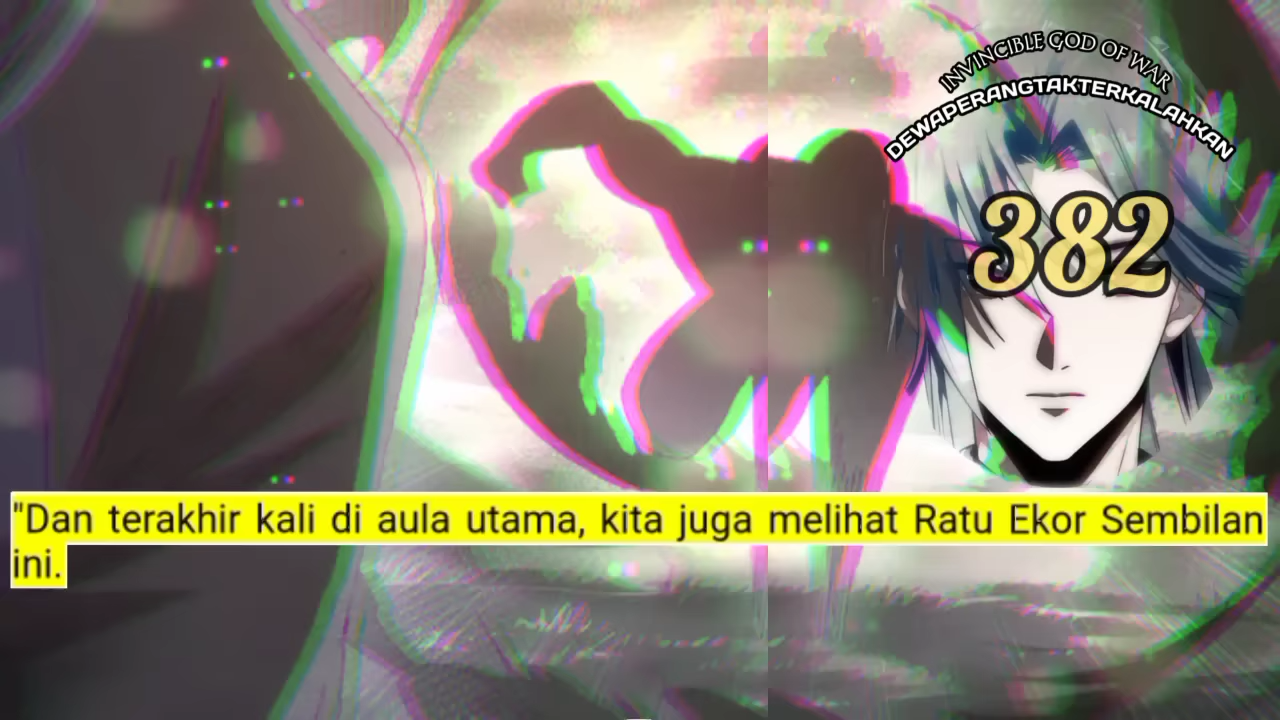 INVINCIBLE GOD OF WAR
DEWAPERANGTAKTERKALAHKAN
382
"Dan terakhir kali di aula utama, kita juga melihat Ratu Ekor Sembilan
ini.